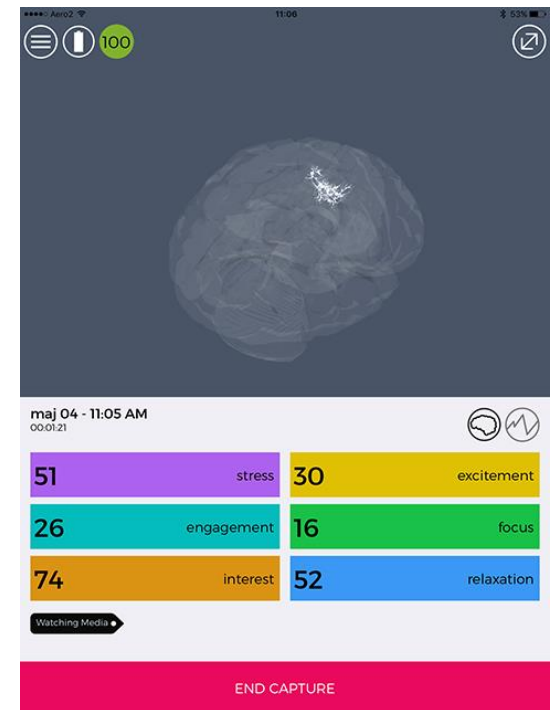 Aero2 11:06 53%
100
maj 04 - 11:05 AM
00:01:21
51 stress 30 excitement
26 engagement 16 focus
74 interest 52 relaxation
Watching Media
END CAPTURE